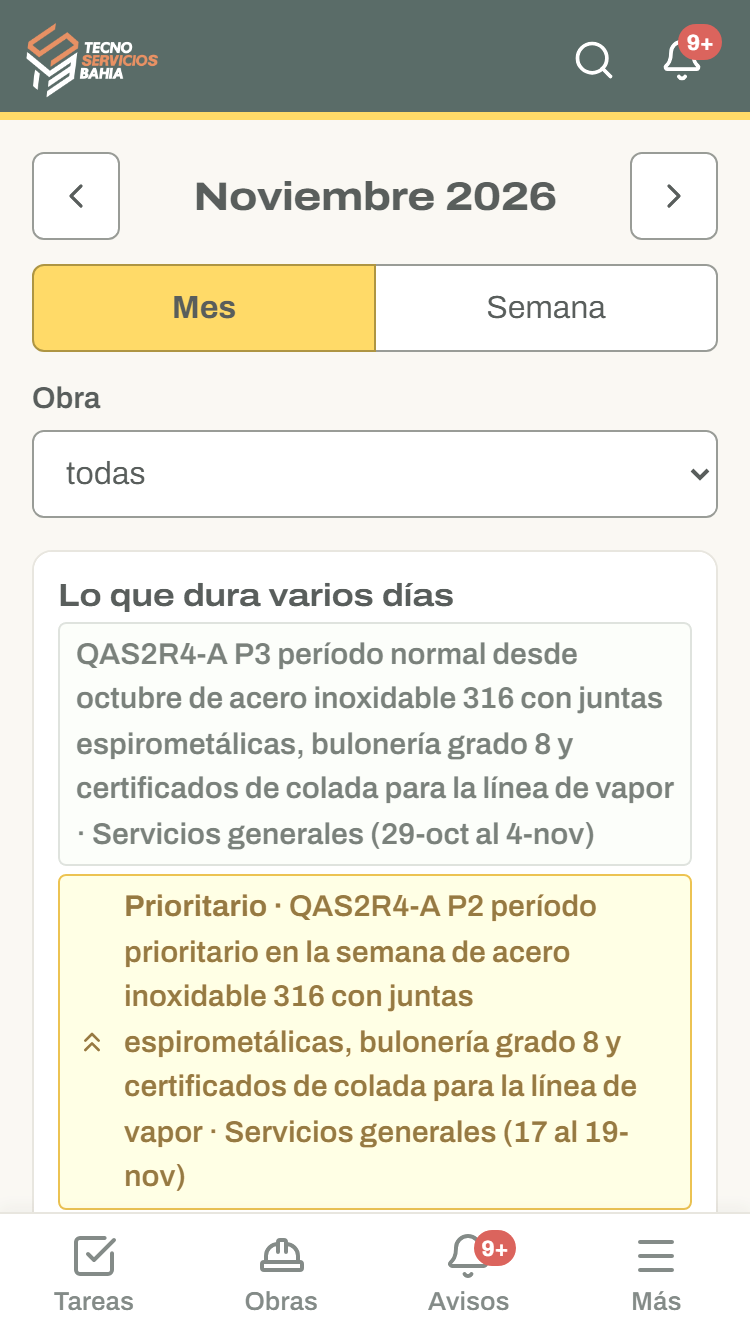 TECNO
SERVICIOS
BAHIA
9+
Noviembre 2026
Mes
Semana
Obra
todas
Lo que dura varios días
QAS2R4-A P3 período normal desde
octubre de acero inoxidable 316 con juntas
espirometálicas, bulonería grado 8 y
certificados de colada para la línea de vapor
· Servicios generales (29-oct al 4-nov)
Prioritario · QAS2R4-A P2 período
prioritario en la semana de acero
inoxidable 316 con juntas
espirometálicas, bulonería grado 8 y
certificados de colada para la línea de
vapor · Servicios generales (17 al 19-
nov)
9+
Tareas
Obras
Avisos
Más